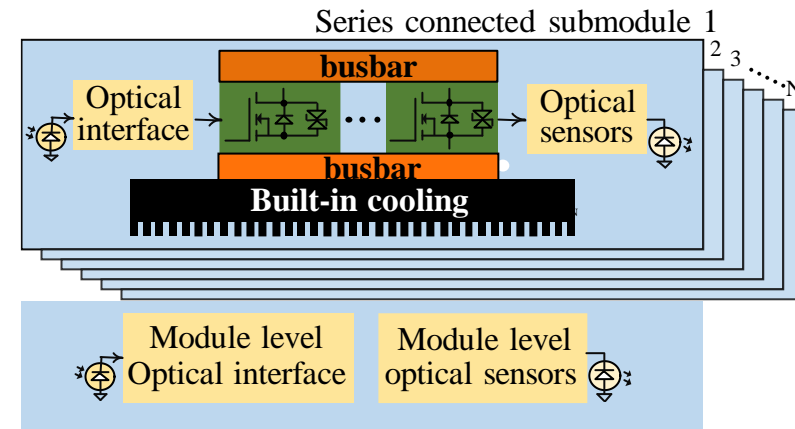 Series connected submodule 1
2
3
N
busbar
Optical
interface
Optical
sensors
busbar
Built-in cooling
Module level
Optical interface
Module level
optical sensors